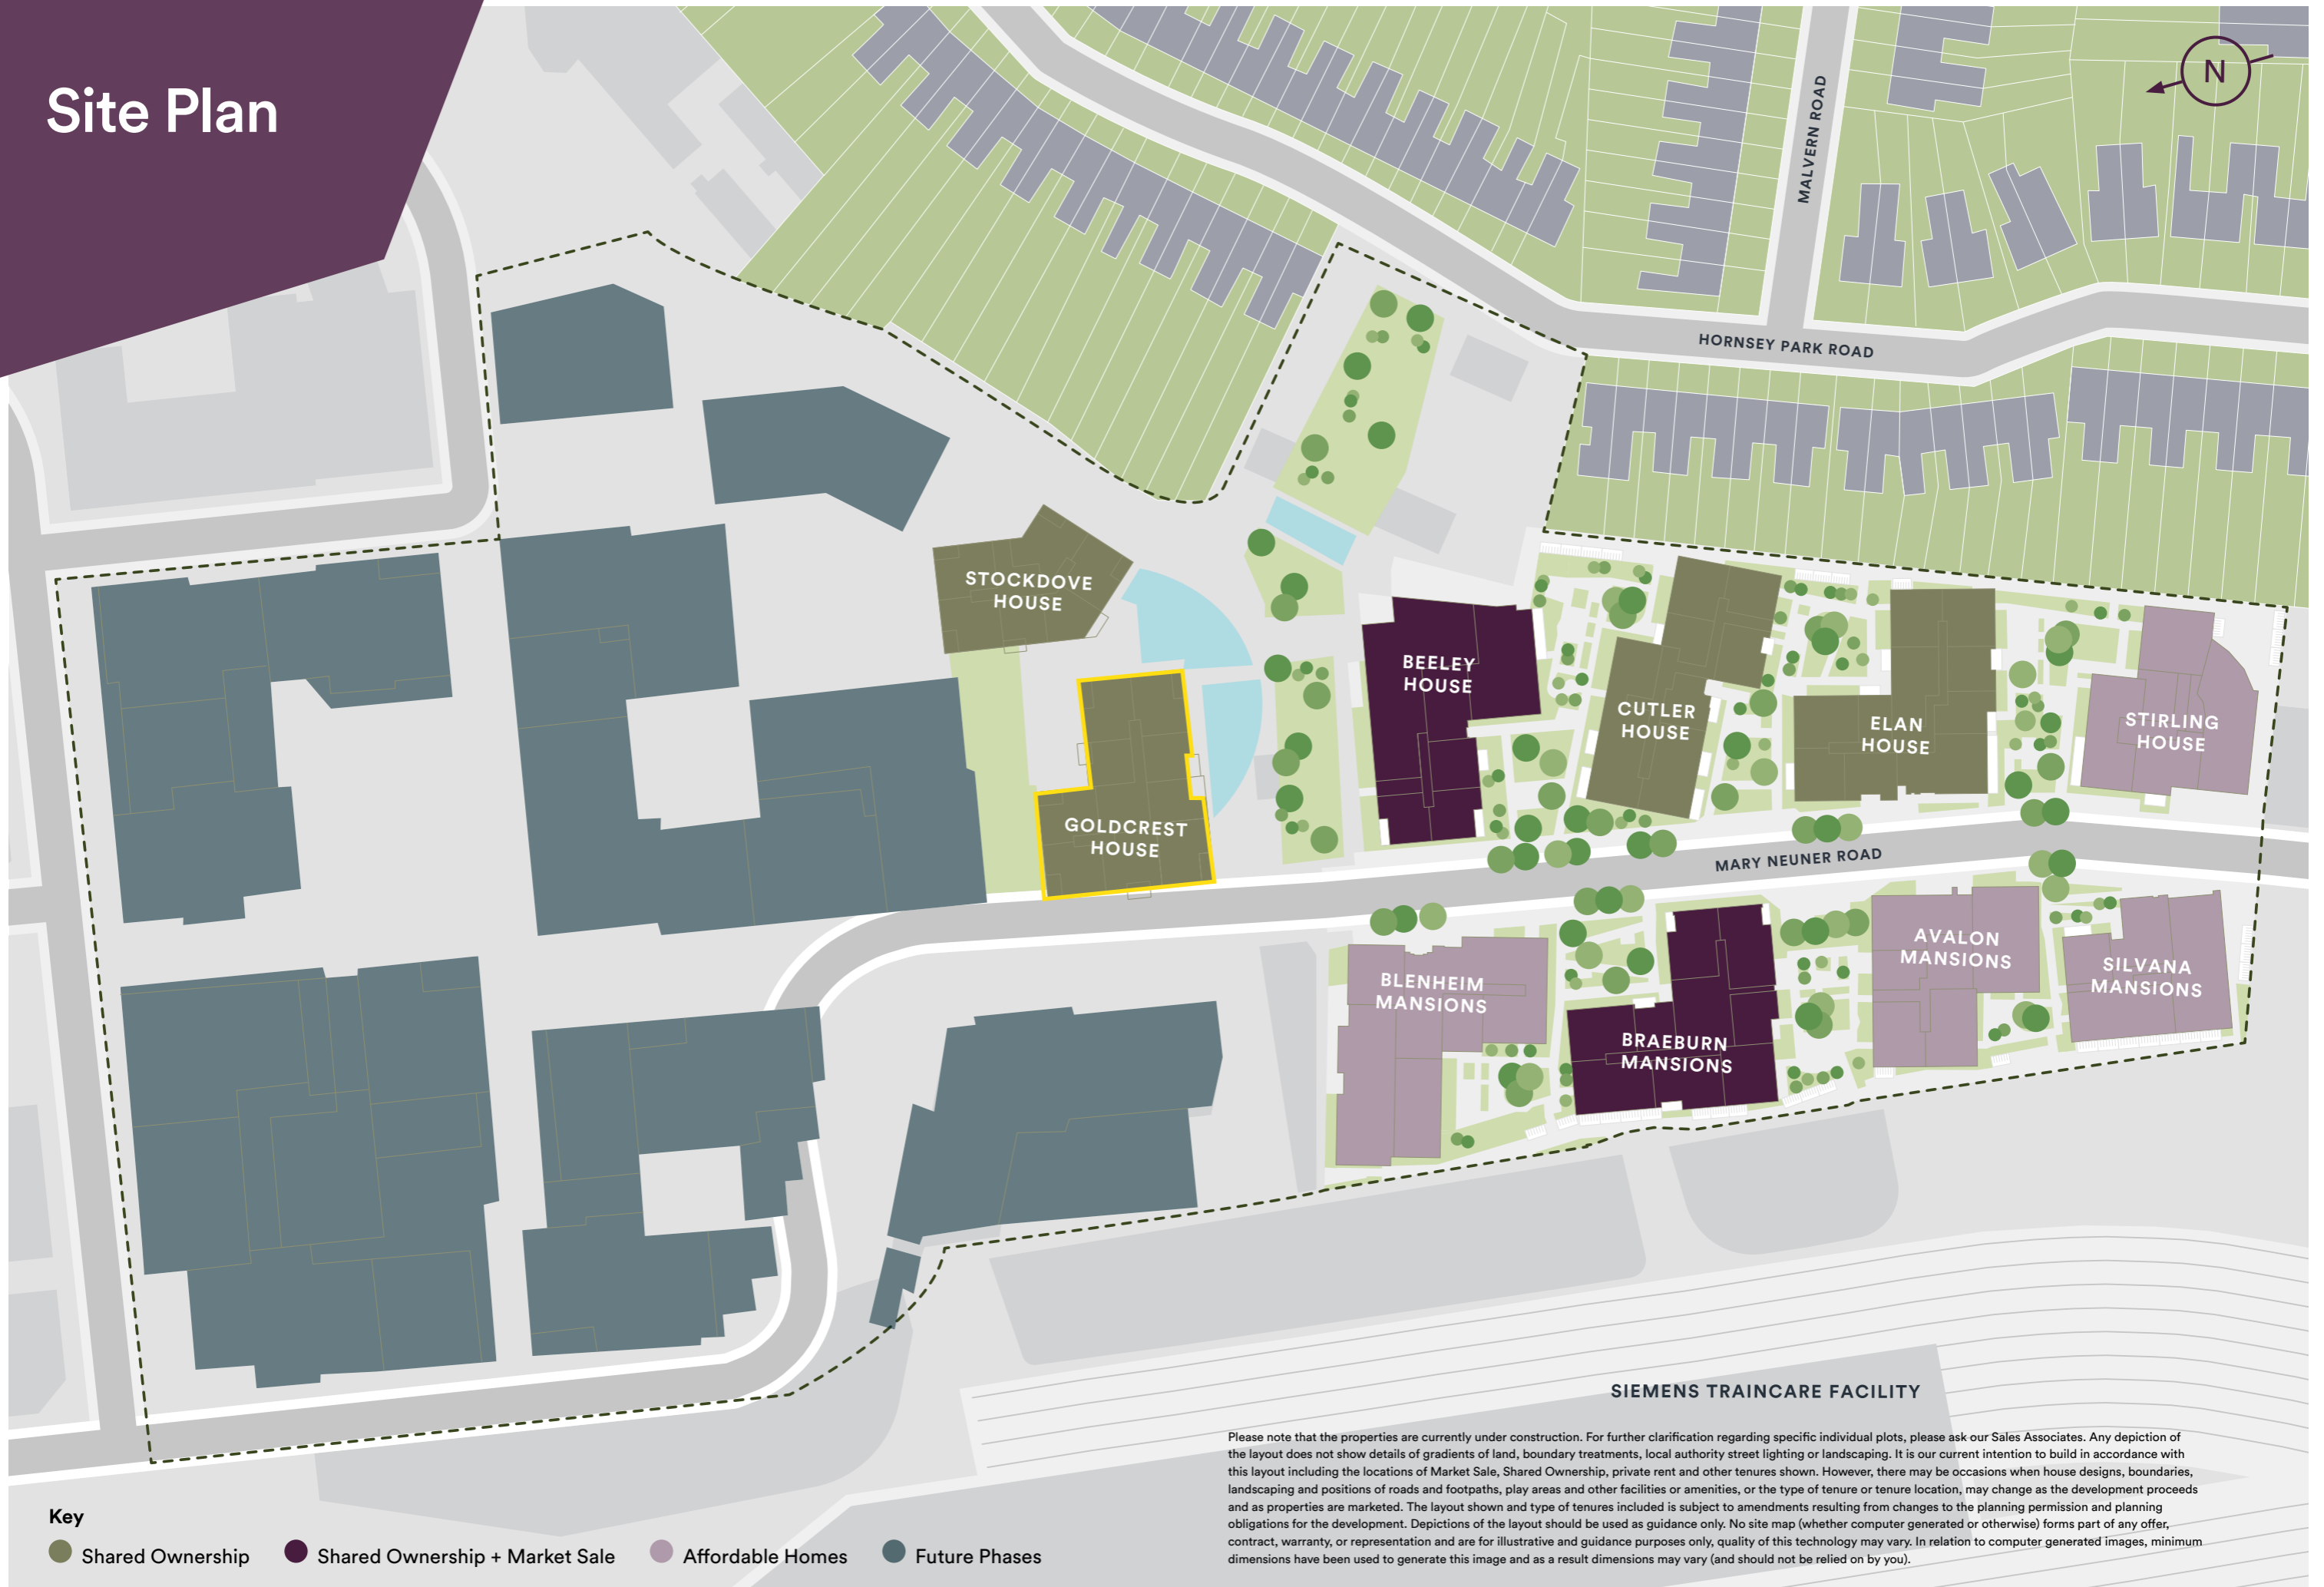 Site Plan
N
MALVERN ROAD
HORNSEY PARK ROAD
STOCKDOVE
HOUSE
BEELEY
HOUSE
CUTLER
HOUSE
ELAN
HOUSE
STIRLING
HOUSE
GOLDCREST
HOUSE
MARY NEUNER ROAD
BLENHEIM
MANSIONS
BRAEBURN
MANSIONS
AVALON
MANSIONS
SILVANA
MANSIONS
SIEMENS TRAINCARE FACILITY
Please note that the properties are currently under construction. For further clarification regarding specific individual plots, please ask our Sales Associates. Any depiction of
the layout does not show details of gradients of land, boundary treatments, local authority street lighting or landscaping. It is our current intention to build in accordance with
this layout including the locations of Market Sale, Shared Ownership, private rent and other tenures shown. However, there may be occasions when house designs, boundaries,
landscaping and positions of roads and footpaths, play areas and other facilities or amenities, or the type of tenure or tenure location, may change as the development proceeds
and as properties are marketed. The layout shown and type of tenures included is subject to amendments resulting from changes to the planning permission and planning
obligations for the development. Depictions of the layout should be used as guidance only. No site map (whether computer generated or otherwise) forms part of any offer,
contract, warranty, or representation and are for illustrative and guidance purposes only, quality of this technology may vary. In relation to computer generated images, minimum
dimensions have been used to generate this image and as a result dimensions may vary (and should not be relied on by you).
Key
Shared Ownership
Shared Ownership + Market Sale
Affordable Homes
Future Phases